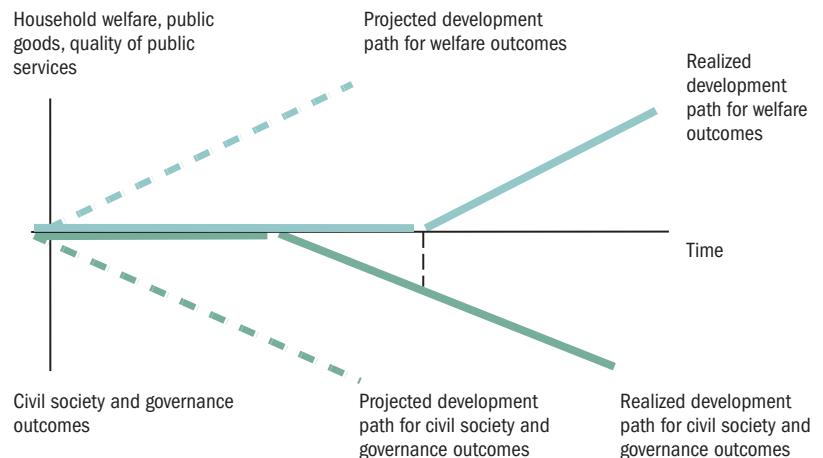 Household welfare, public
goods, quality of public
services
Projected development
path for welfare outcomes
Realized
development
path for welfare
outcomes
Time
Civil society and governance
outcomes
Projected development
path for civil society and
governance outcomes
Realized development
path for civil society and
governance outcomes